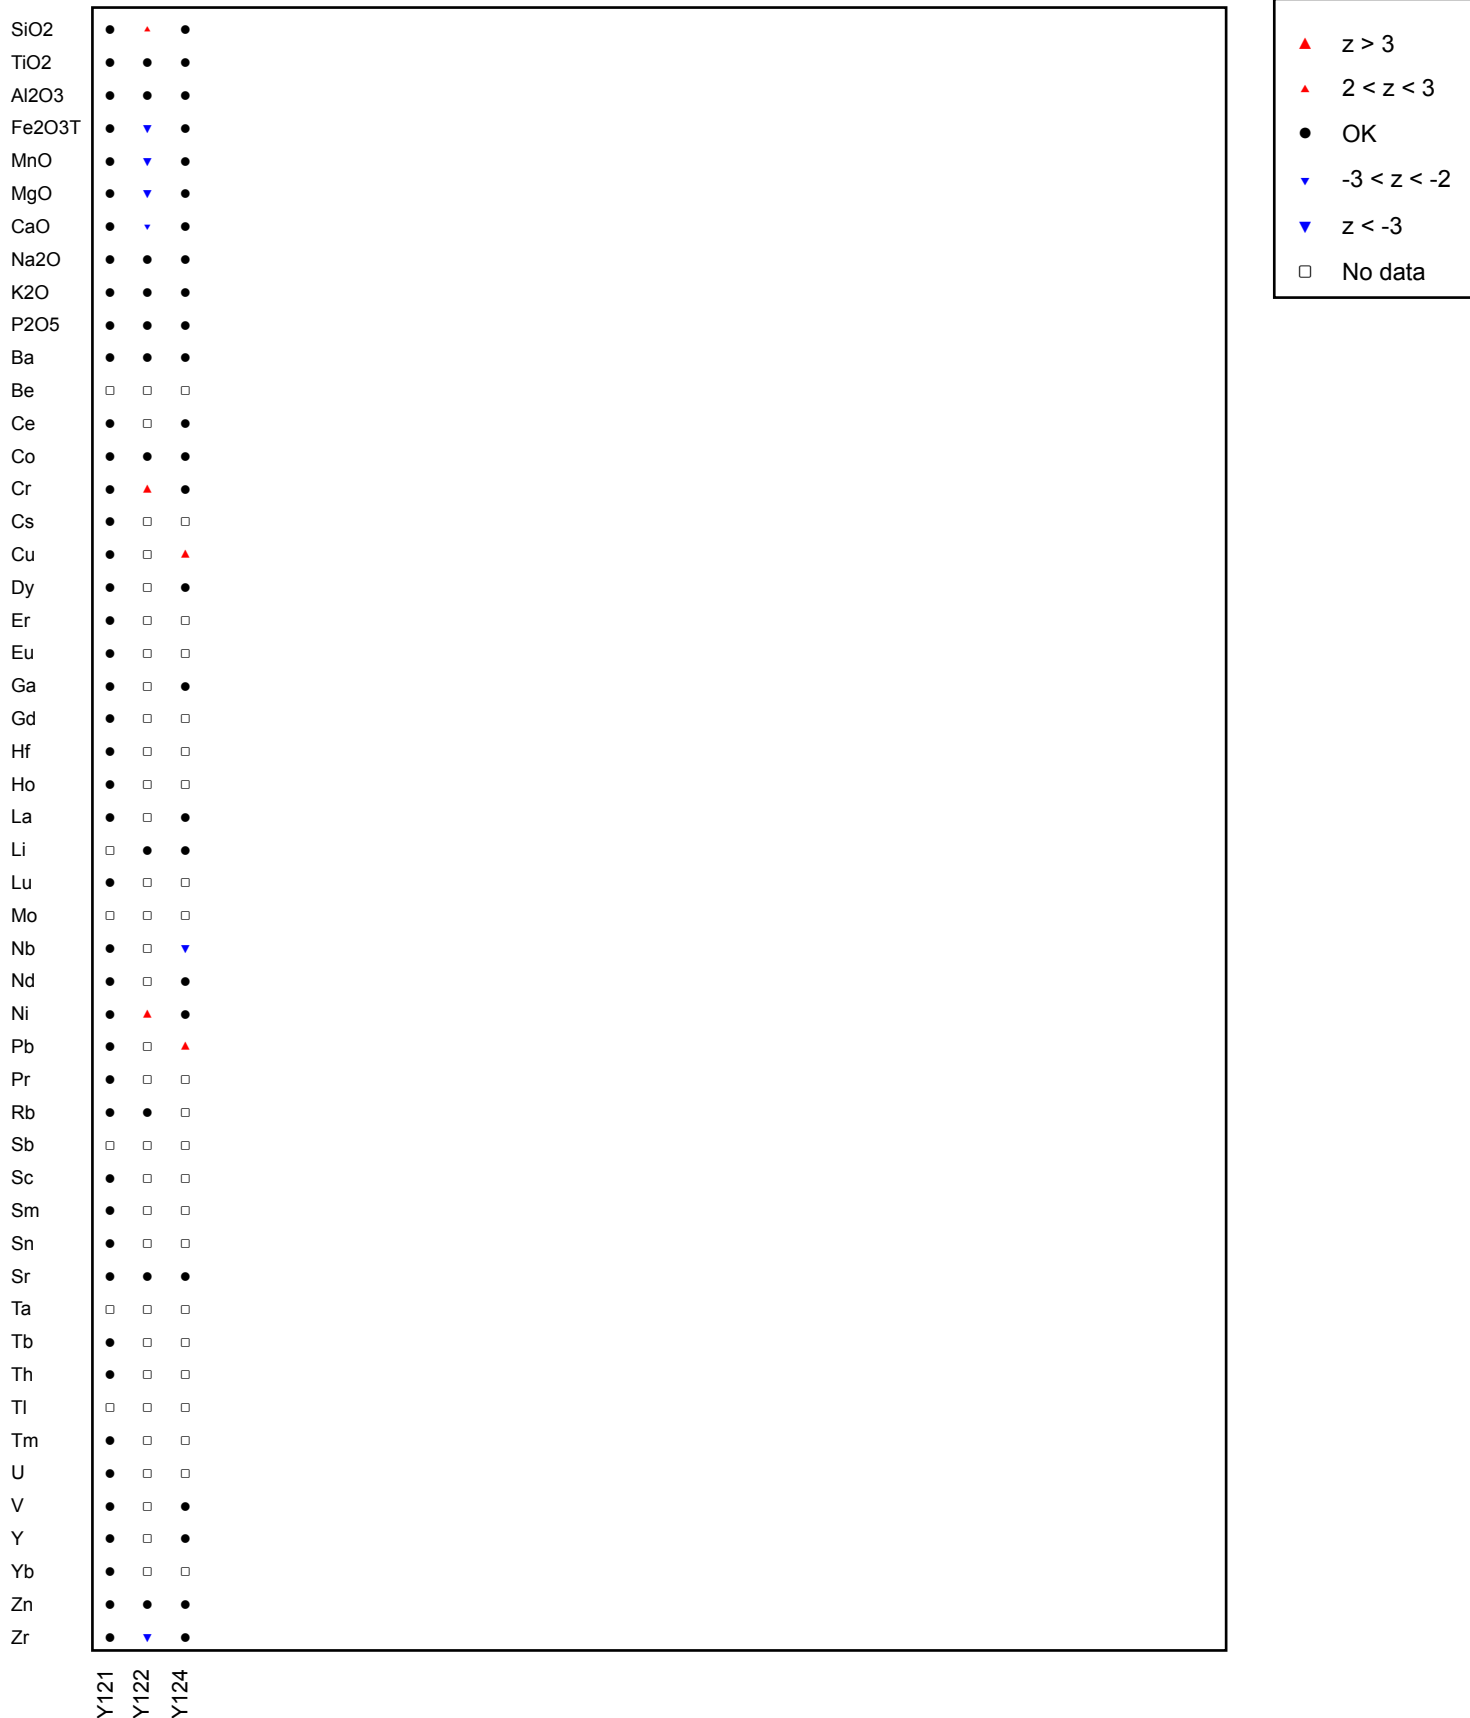 SiO2
TiO2
Al2O3
Fe2O3T
MnO
MgO
CaO
Na2O
K2O
P2O5
Ba
Be
Ce
Co
Cr
Cs
Cu
Dy
Er
Eu
Ga
Gd
Hf
Ho
La
Li
Lu
Mo
Nb
Nd
Ni
Pb
Pr
Rb
Sb
Sc
Sm
Sn
Sr
Ta
Tb
Th
Tl
Tm
U
V
Y
Yb
Zn
Zr
Y121
Y122
Y124
z > 3
2 < z < 3
OK
-3 < z < -2
z < -3
No data